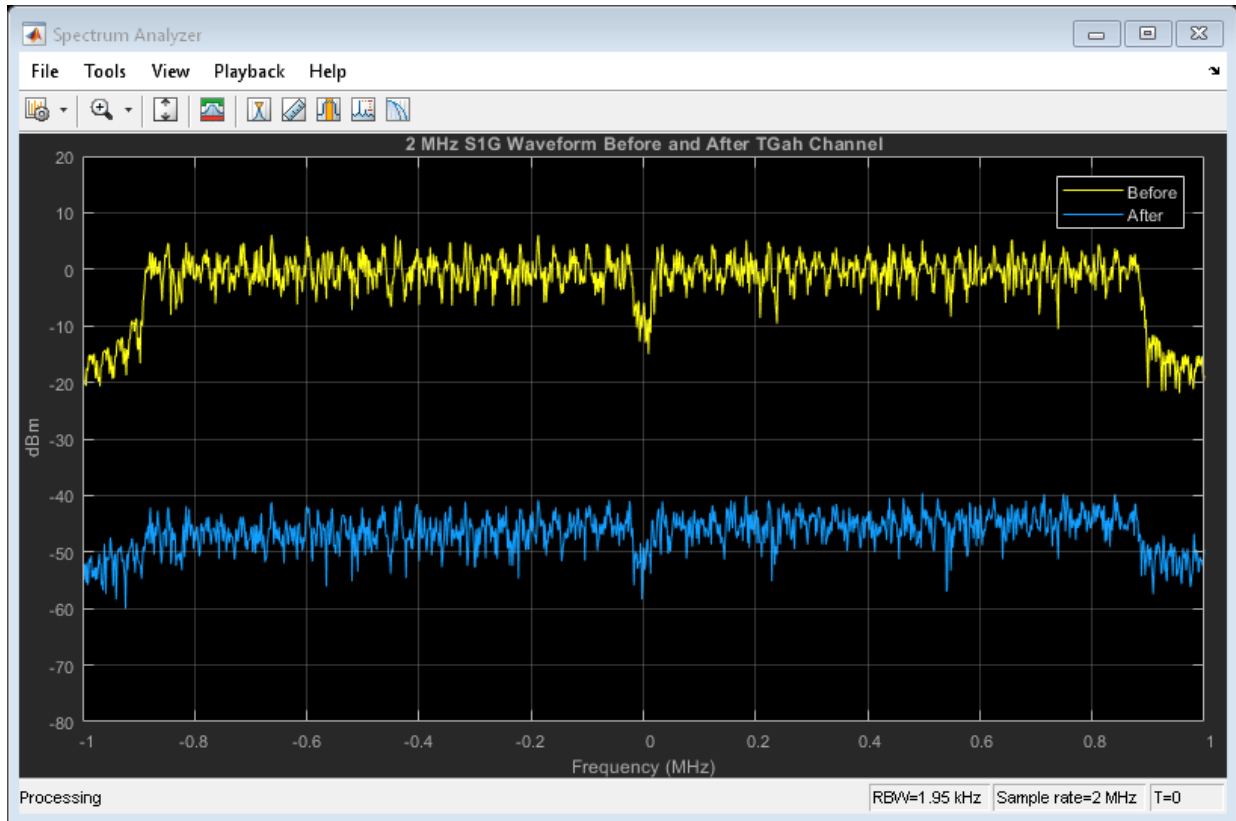 Spectrum Analyzer
File Tools View Playback Help
2 MHz S1G Waveform Before and After TGah Channel
Before
After
20
10
0
-10
-20
-30
-40
-50
-60
-70
-80
dBm
-1 -0.8 -0.6 -0.4 -0.2 0 0.2 0.4 0.6 0.8 1
Frequency (MHz)
Processing RBW=1.95 kHz Sample rate=2 MHz T=0